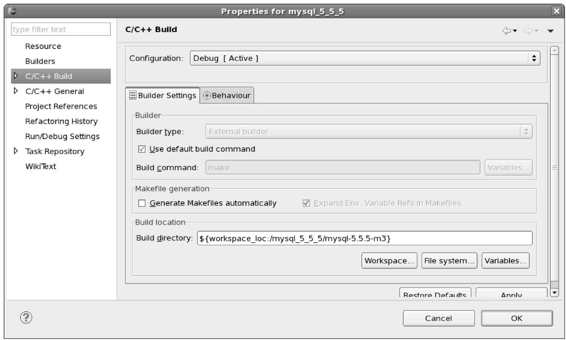 Properties for mysql_5_5_5
type filter text
Resource
Builders
C/C++ Build
C/C++ General
Project References
Refactoring History
Run/Debug Settings
Task Repository
WikiText
C/C++ Build
Configuration: Debug [ Active ]
Builder Settings Behaviour
Builder
Builder type: External builder
Use default build command
Build command: make Variables...
Makefile generation
Generate Makefiles automatically Expand Env. Variable Refs in Makefiles
Build location
Build directory: ${workspace_loc:/mysql_5_5_5/mysql-5.5.5-m3}
Workspace... File system... Variables...
Restore Defaults Apply
Cancel OK